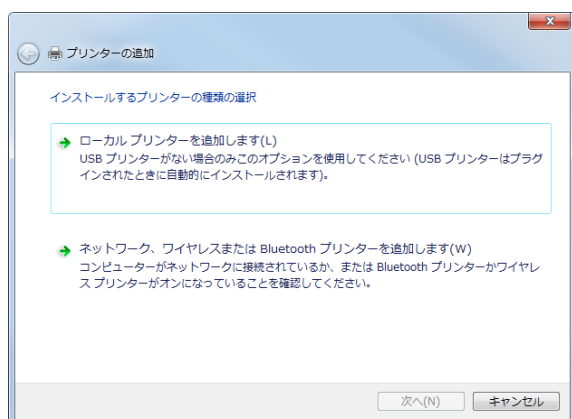 プリンターの追加
インストールするプリンターの種類の選択
ローカル プリンターを追加します(L)
USB プリンターがない場合のみこのオプションを使用してください (USB プリンターはプラグ
インされたときに自動的にインストールされます)。
ネットワーク、ワイヤレスまたは Bluetooth プリンターを追加します(W)
コンピューターがネットワークに接続されているか、または Bluetooth プリンターかワイヤレ
ス プリンターがオンになっていることを確認してください。
次へ(N) キャンセル